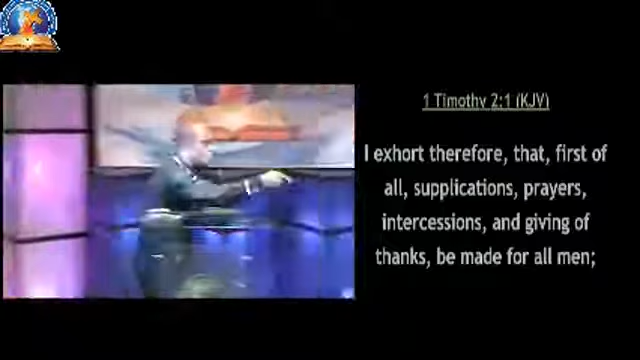 1 Timothy 2:1 (KJV)
I exhort therefore, that, first of
all, supplications, prayers,
intercessions, and giving of
thanks, be made for all men;